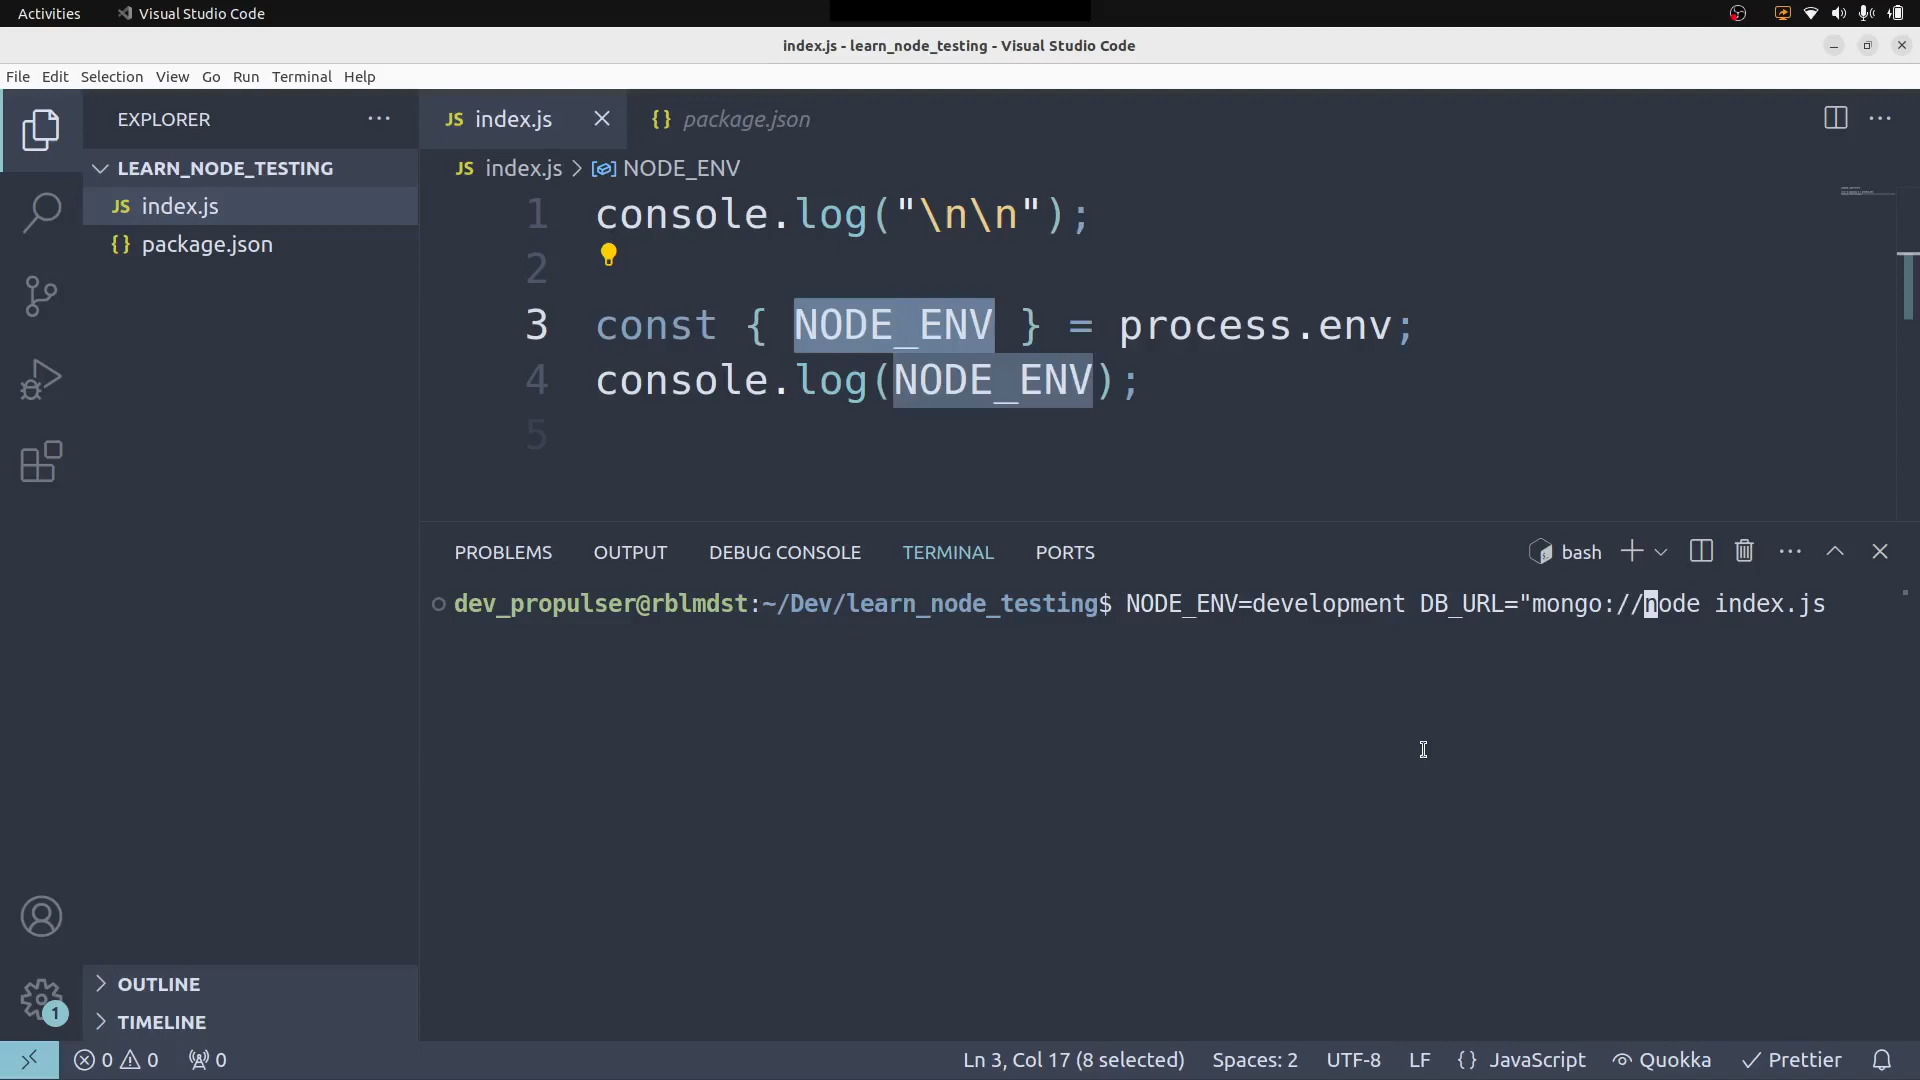 Activities Visual Studio Code
index.js - learn_node_testing - Visual Studio Code
File Edit Selection View Go Run Terminal Help
EXPLORER
LEARN_NODE_TESTING
JS index.js
{} package.json
OUTLINE
TIMELINE
JS index.js {} package.json
JS index.js > NODE_ENV
1 console.log("\n\n");
2
3 const { NODE_ENV } = process.env;
4 console.log(NODE_ENV);
5
PROBLEMS OUTPUT DEBUG CONSOLE TERMINAL PORTS bash
dev_propulser@rblmdst:~/Dev/learn_node_testing$ NODE_ENV=development DB_URL="mongo://node index.js
1
0 0 0 Ln 3, Col 17 (8 selected) Spaces: 2 UTF-8 LF {} JavaScript Quokka Prettier